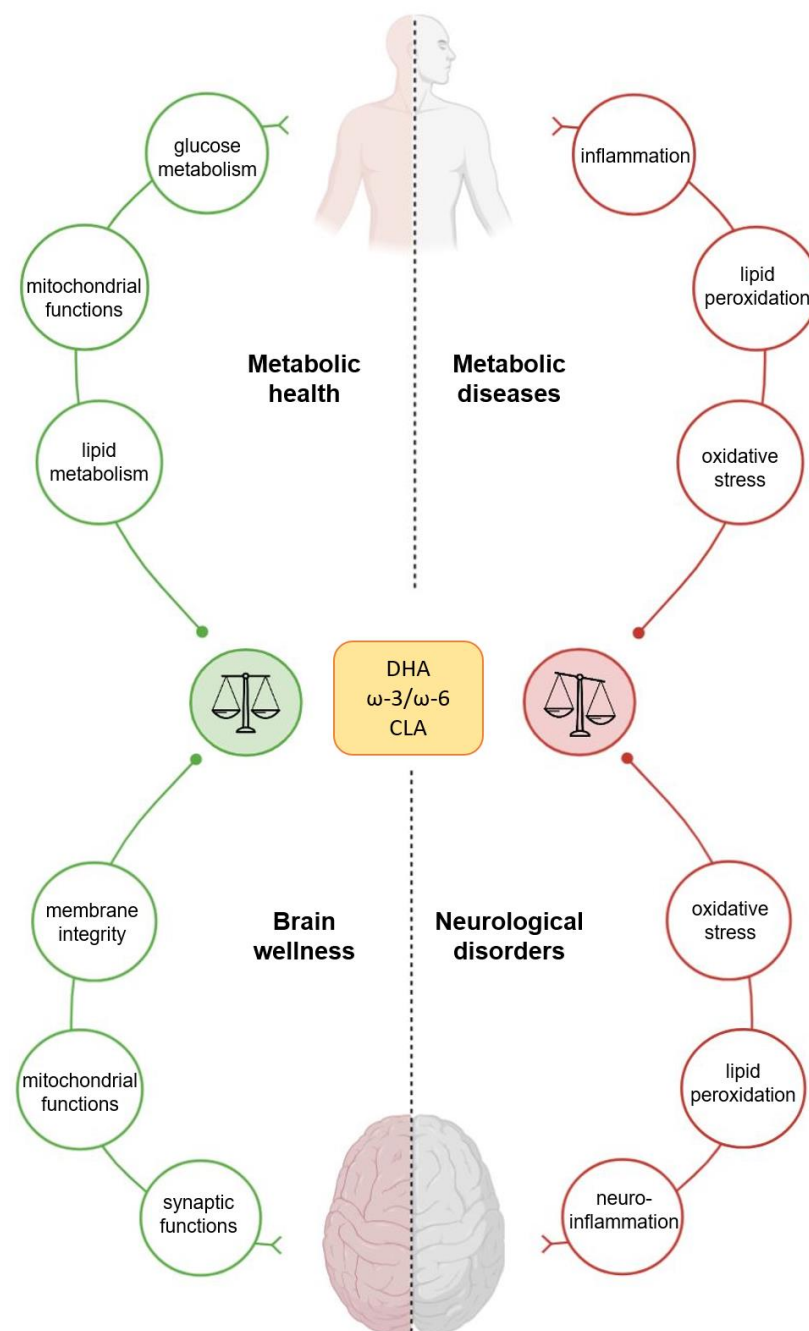 glucose
metabolism
inflammation
mitochondrial
functions
lipid
peroxidation
Metabolic
health
Metabolic
diseases
lipid
metabolism
oxidative
stress
DHA
ω-3/ω-6
CLA
membrane
integrity
Brain
wellness
Neurological
disorders
oxidative
stress
mitochondrial
functions
lipid
peroxidation
synaptic
functions
neuro-
inflammation